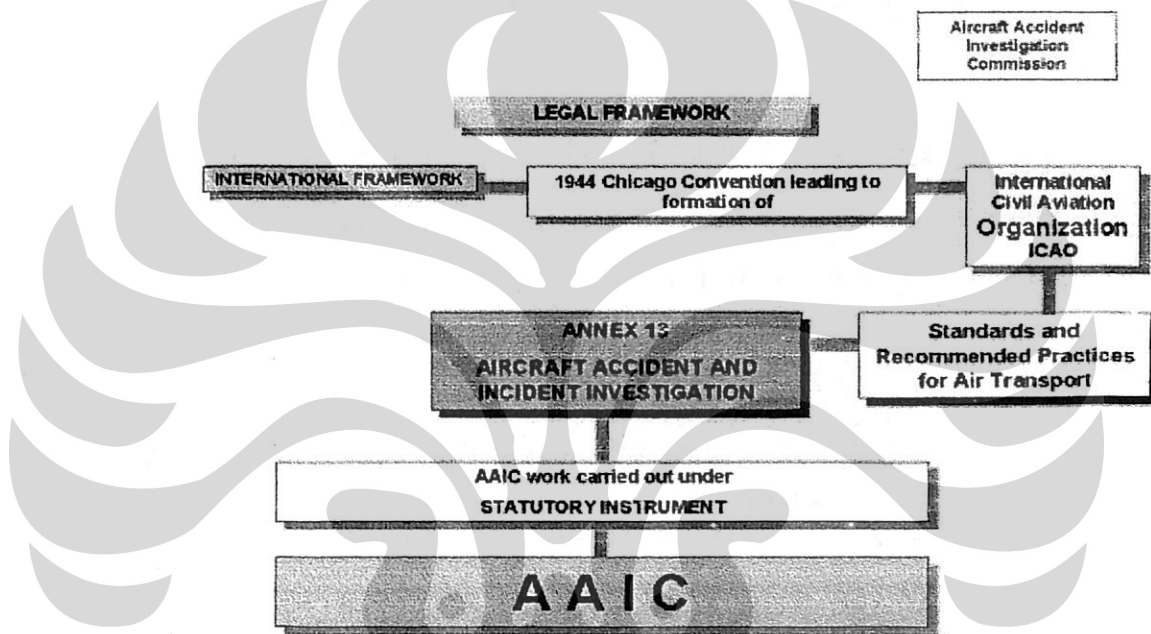 Aircraft Accident
Investigation
Commission
LEGAL FRAMEWORK
INTERNATIONAL FRAMEWORK
1944 Chicago Convention leading to
formation of
International
Civil Aviation
Organization
ICAO
Standards and
Recommended Practices
for Air Transport
ANNEX 13
AIRCRAFT ACCIDENT AND
INCIDENT INVESTIGATION
AAIC work carried out under
STATUTORY INSTRUMENT
A A I C